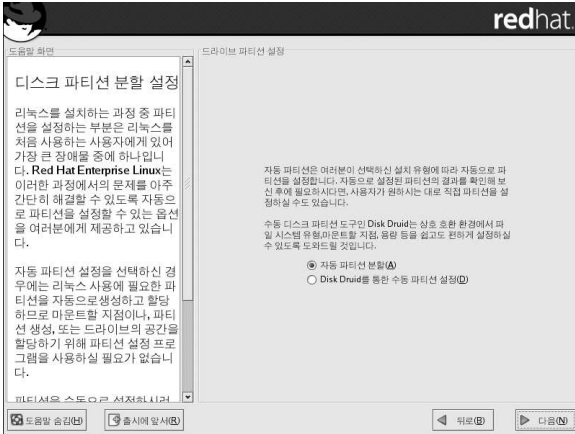 redhat.
도움말 화면
디스크 파티션 분할 설정
리눅스를 설치하는 과정 중 파티
션을 설정하는 부분은 리눅스를
처음 사용하는 사용자에게 있어
가장 큰 장애물 중에 하나입니
다. Red Hat Enterprise Linux는
이러한 과정에서의 문제를 아주
간단히 해결할 수 있도록 자동으
로 파티션을 설정할 수 있는 옵션
을 여러분에게 제공하고 있습니
다.
자동 파티션 설정을 선택하신 경
우에는 리눅스 사용에 필요한 파
티션을 자동으로생성하고 할당
하므로 마운트할 지점이나, 파티
션 생성, 또는 드라이브의 공간을
할당하기 위해 파티션 설정 프로
그램을 사용하실 필요가 없습니
다.
파티션을 수동으로 설정하시려
드라이브 파티션 설정
자동 파티션은 여러분이 선택하신 설치 유형에 따라 자동으로 파
티션을 설정합니다. 자동으로 설정된 파티션의 결과를 확인해 보
신 후에 필요하시다면, 사용자가 원하시는 대로 직접 파티션을 설
정하실 수도 있습니다.
수동 디스크 파티션 도구인 Disk Druid는 상호 호환 환경에서 파
일 시스템 유형,마운트할 지점, 용량 등을 쉽고도 편하게 설정하실
수 있도록 도와드릴 것입니다.
자동 파티션 분할(A)
Disk Druid를 통한 수동 파티션 설정(D)
도움말 숨김(H)
출시에 앞서(R)
뒤로(B)
다음(N)